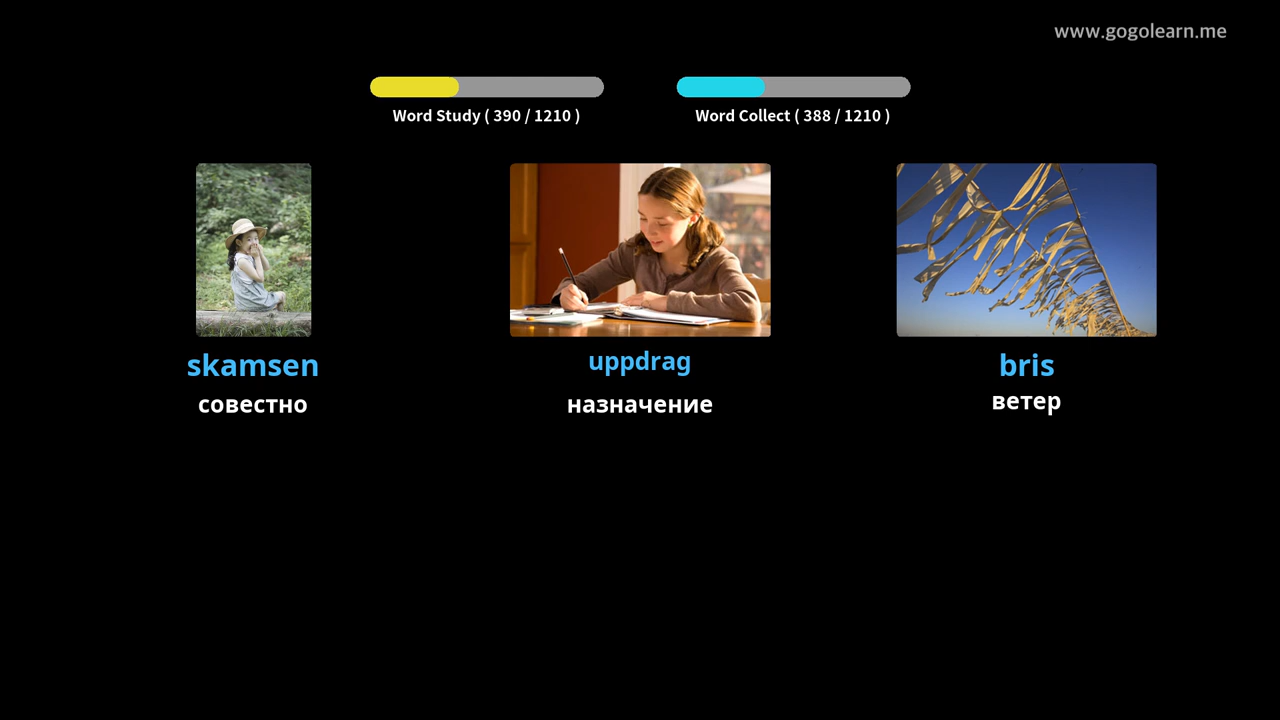 www.gogolearn.me
Word Study ( 390 / 1210 )
Word Collect ( 388 / 1210 )
skamsen
uppdrag
bris
совестно
назначение
ветер